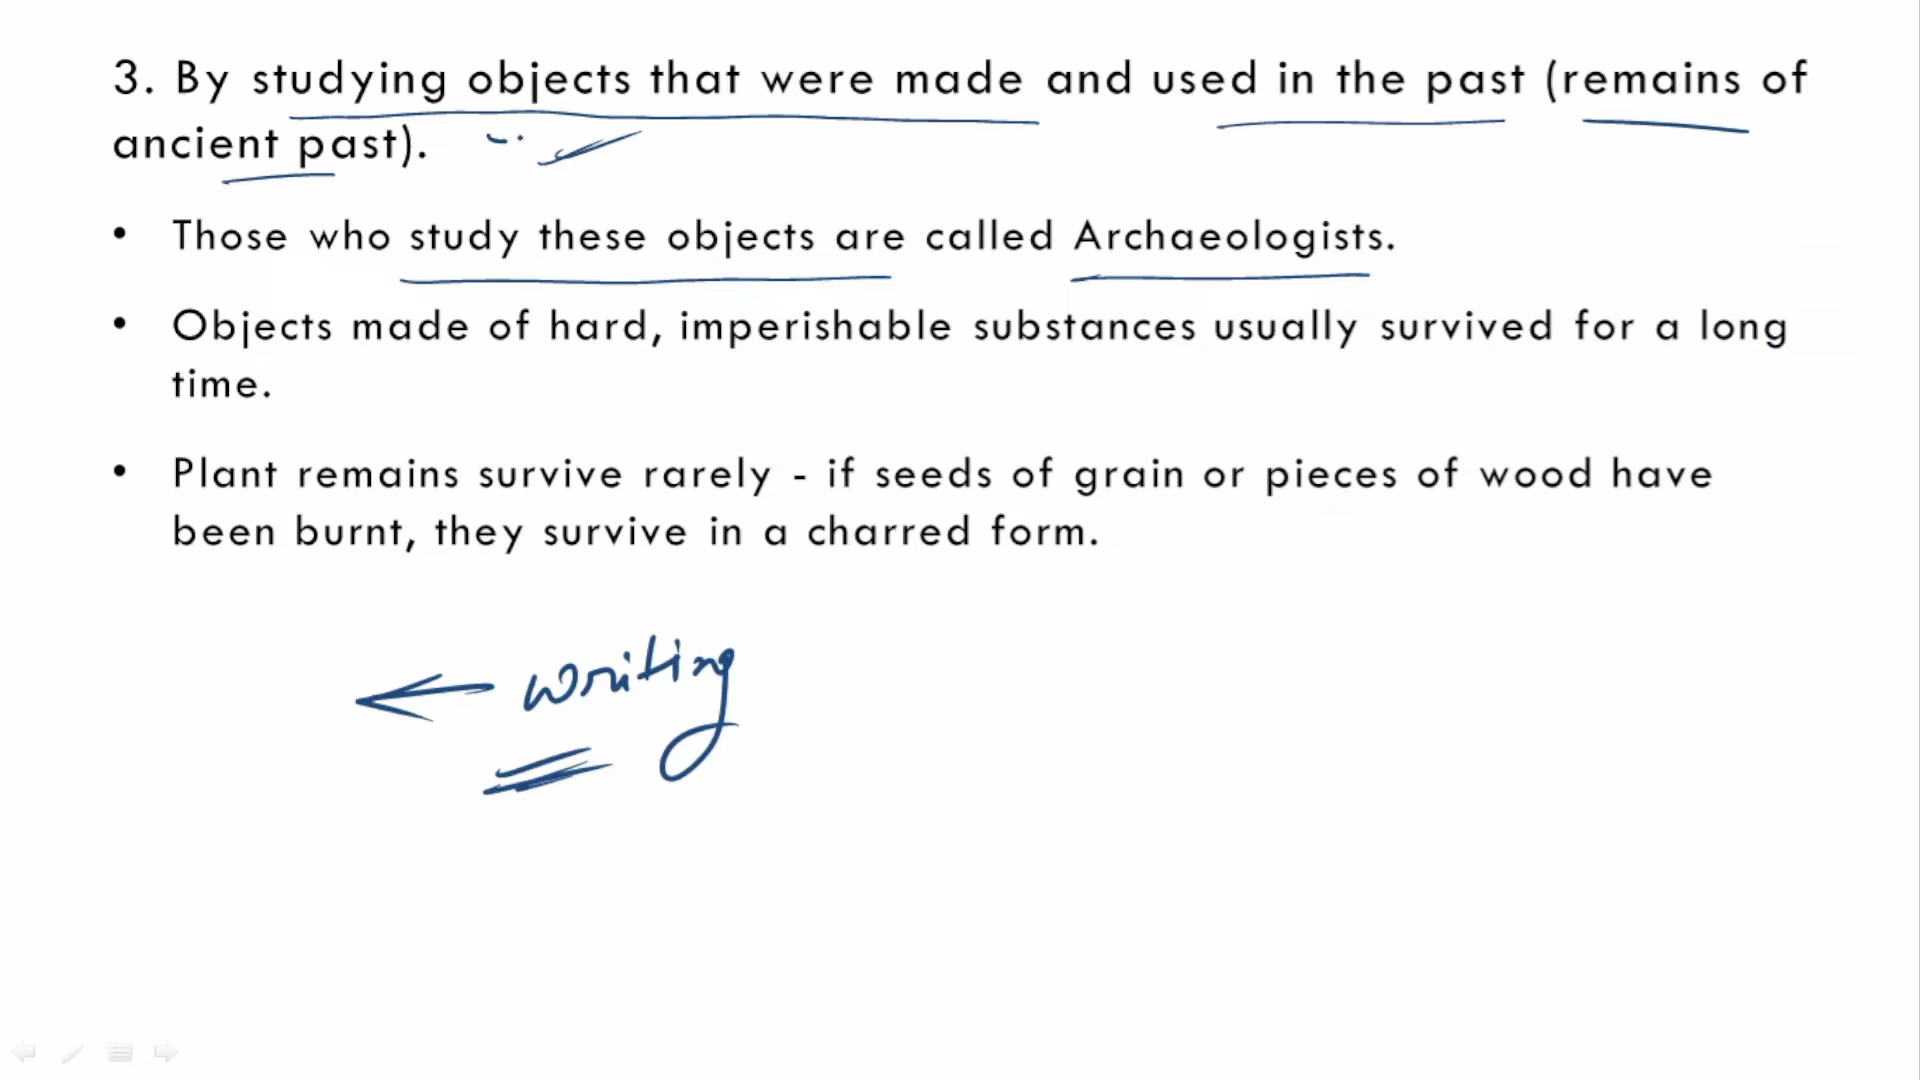 3. By studying objects that were made and used in the past (remains of
ancient past).
• Those who study these objects are called Archaeologists.
• Objects made of hard, imperishable substances usually survived for a long
time.
• Plant remains survive rarely - if seeds of grain or pieces of wood have
been burnt, they survive in a charred form.
writing